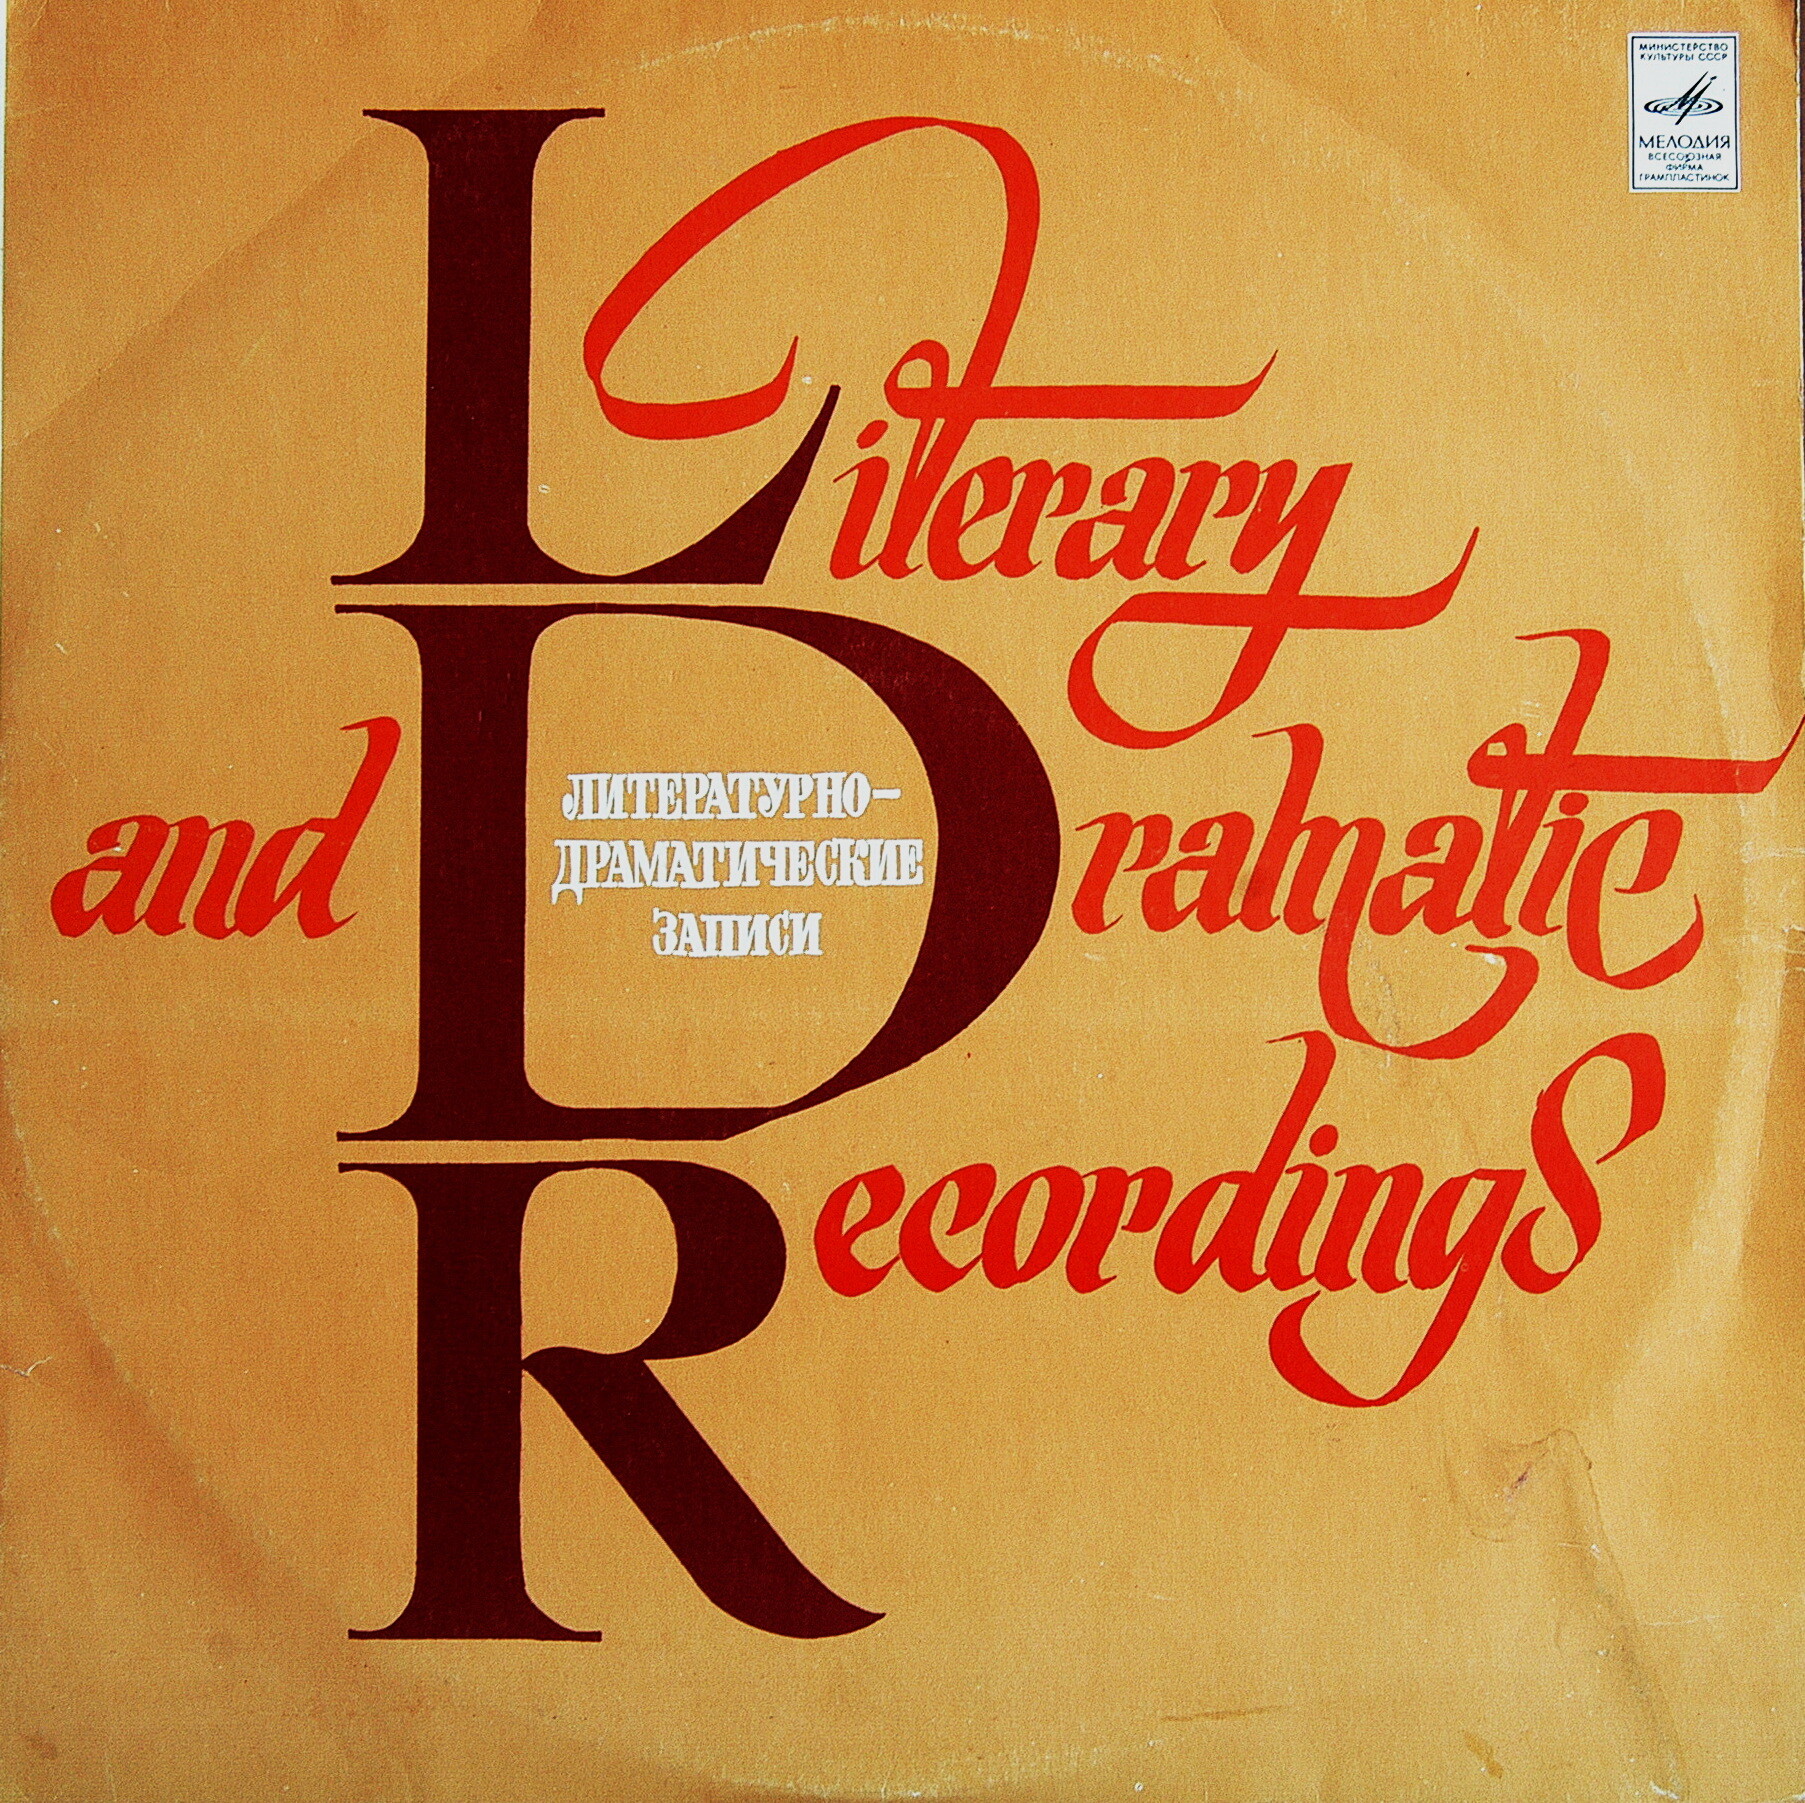 МИНИСТЕРСТВО
КУЛЬТУРЫ СССР
МЕЛОДИЯ
ВСЕСОЮЗНАЯ
ФИРМА
ГРАМПЛАСТИНОК
Literary
and Dramatic
ЛИТЕРАТУРНО-
ДРАМАТИЧЕСКИЕ
ЗАПИСИ
Recordings